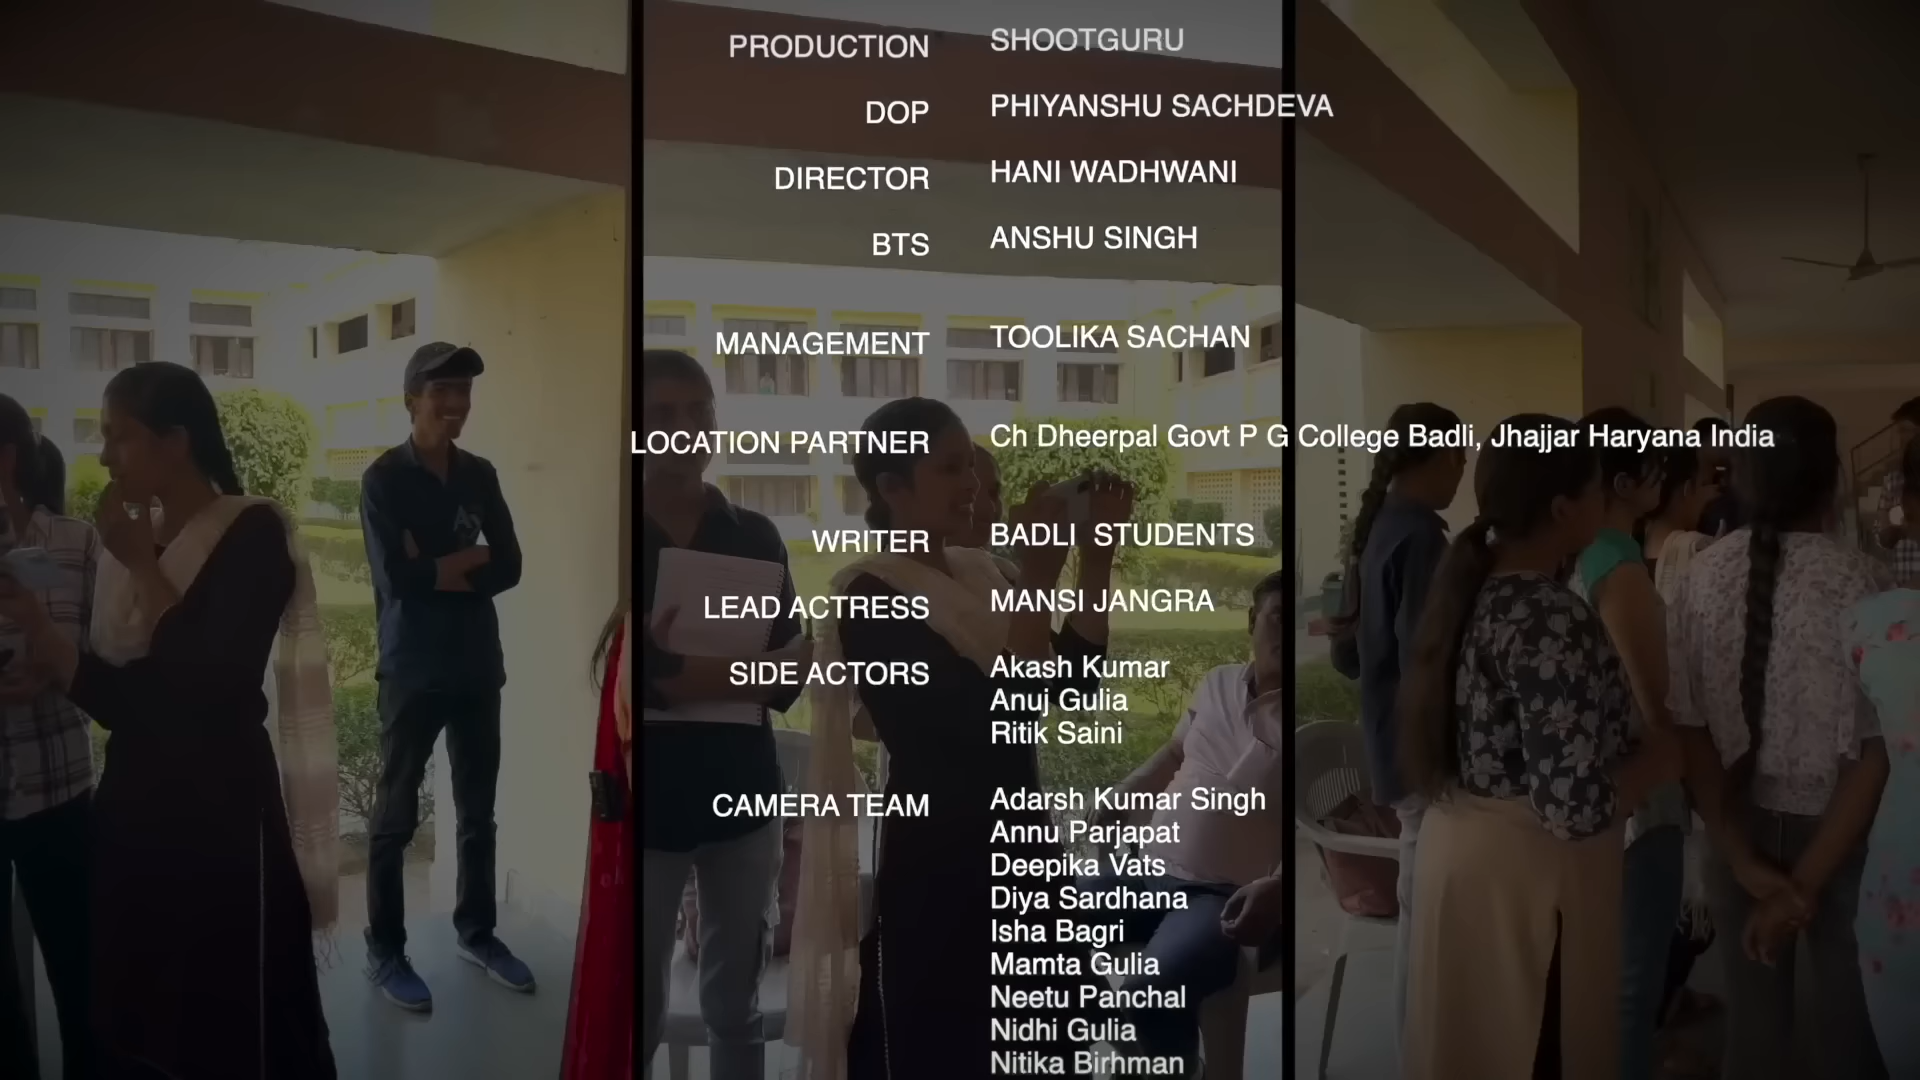 PRODUCTION SHOOTGURU
DOP PHIYANSHU SACHDEVA
DIRECTOR HANI WADHWANI
BTS ANSHU SINGH
MANAGEMENT TOOLIKA SACHAN
LOCATION PARTNER Ch Dheerpal Govt P G College Badli, Jhajjar Haryana India
WRITER BADLI STUDENTS
LEAD ACTRESS MANSI JANGRA
SIDE ACTORS Akash Kumar
Anuj Gulia
Ritik Saini
CAMERA TEAM Adarsh Kumar Singh
Annu Parjapat
Deepika Vats
Diya Sardhana
Isha Bagri
Mamta Gulia
Neetu Panchal
Nidhi Gulia
Nitika Birhman